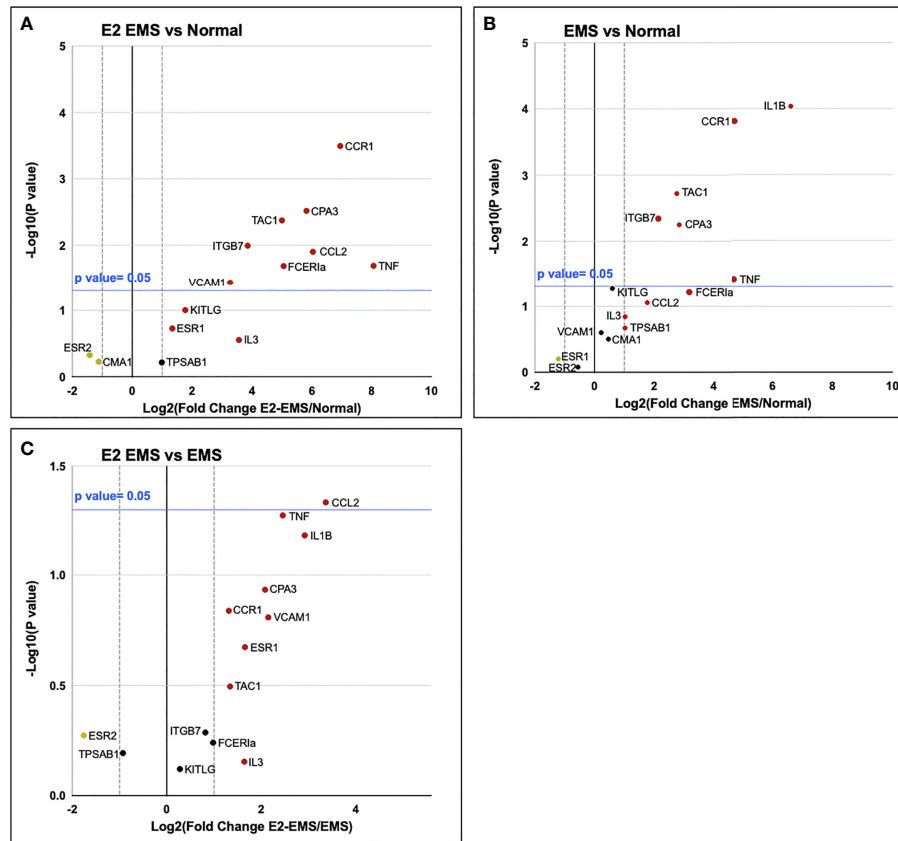 A
E2 EMS vs Normal
5
4
3
2
1
0
-Log10(P value)
p value= 0.05
CCR1
CPA3
TAC1
ITGB7
CCL2
FCERIa
TNF
VCAM1
KITLG
ESR1
IL3
ESR2
CMA1
TPSAB1
-2
0
2
4
6
8
10
Log2(Fold Change E2-EMS/Normal)
B
EMS vs Normal
5
4
3
2
1
0
-Log10(P value)
p value= 0.05
IL1B
CCR1
TAC1
ITGB7
CPA3
TNF
KITLG
FCERIa
CCL2
IL3
VCAM1
TPSAB1
CMA1
ESR1
ESR2
-2
0
2
4
6
8
10
Log2(Fold Change EMS/Normal)
C
E2 EMS vs EMS
1.5
1.0
0.5
0.0
-Log10(P value)
p value= 0.05
CCL2
TNF
IL1B
CPA3
CCR1
VCAM1
ESR1
TAC1
ITGB7
ESR2
FCERIa
TPSAB1
IL3
KITLG
-2
0
2
4
Log2(Fold Change E2-EMS/EMS)